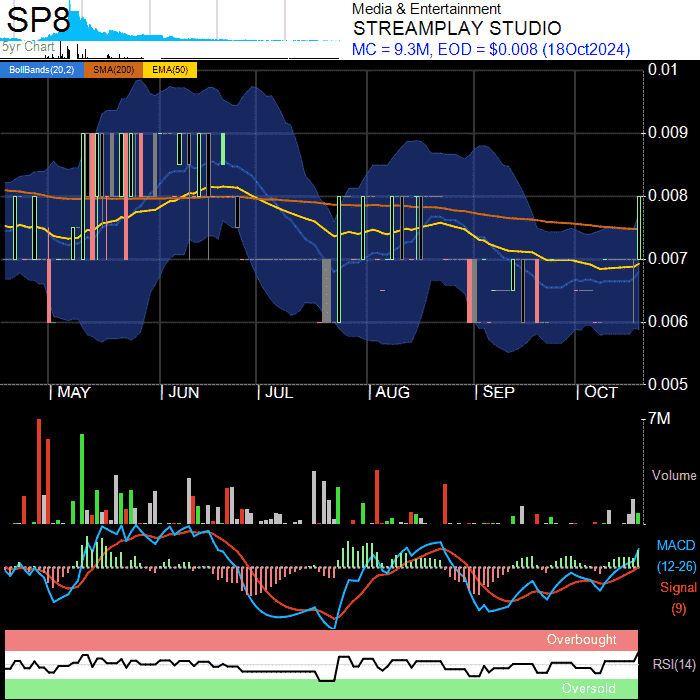 SP8
5yr Chart
Media & Entertainment
STREAMPLAY STUDIO
MC = 9.3M, EOD = $0.008 (18Oct2024)
BollBands(20,2) SMA(200) EMA(50)
0.01
0.009
0.008
0.007
0.006
0.005
MAY JUN JUL AUG SEP OCT
7M
Volume
MACD
(12-26)
Signal
(9)
Overbought
RSI(14)
Oversold